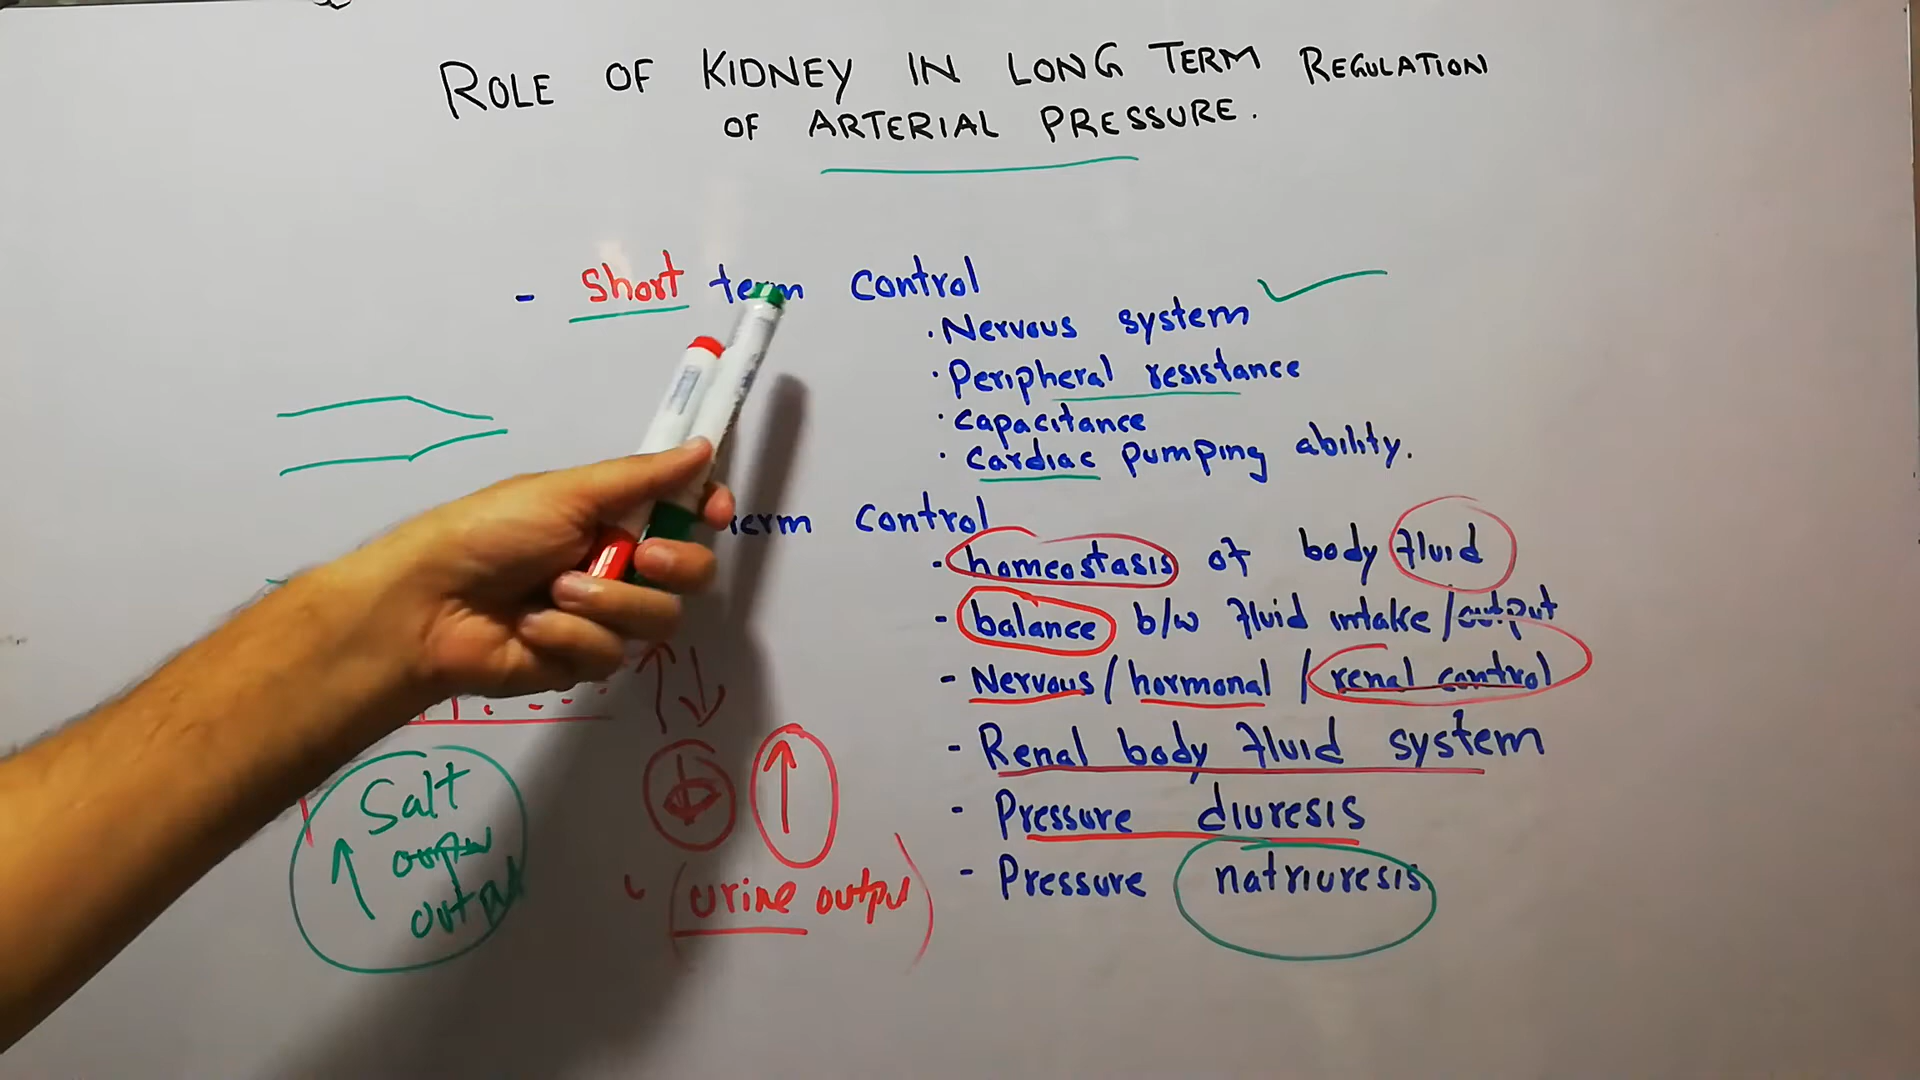 ROLE OF KIDNEY IN LONG TERM REGULATION
OF ARTERIAL PRESSURE.
- Short term control
· Nervous system
· Peripheral resistance
· capacitance
· Cardiac pumping ability.
term control
· homeostasis of body fluid
- balance b/w fluid intake/output
- Nervous/hormonal/renal control
- Renal body fluid system
- Pressure diuresis
- Pressure natriuresis
Salt
output
(urine output)